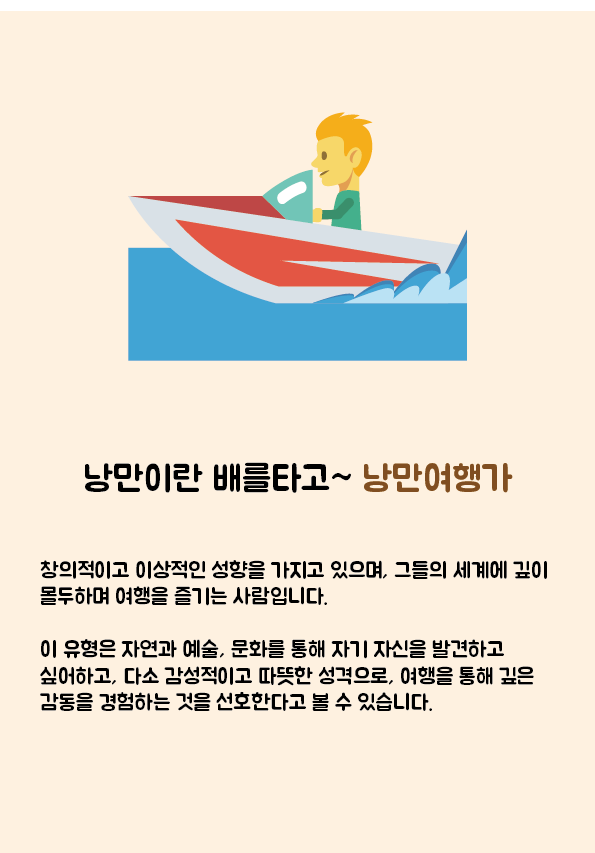 낭만이란 배를타고~ 낭만여행가
창의적이고 이상적인 성향을 가지고 있으며, 그들의 세계에 깊이
몰두하며 여행을 즐기는 사람입니다.
이 유형은 자연과 예술, 문화를 통해 자기 자신을 발견하고
싶어하고, 다소 감성적이고 따뜻한 성격으로, 여행을 통해 깊은
감동을 경험하는 것을 선호한다고 볼 수 있습니다.